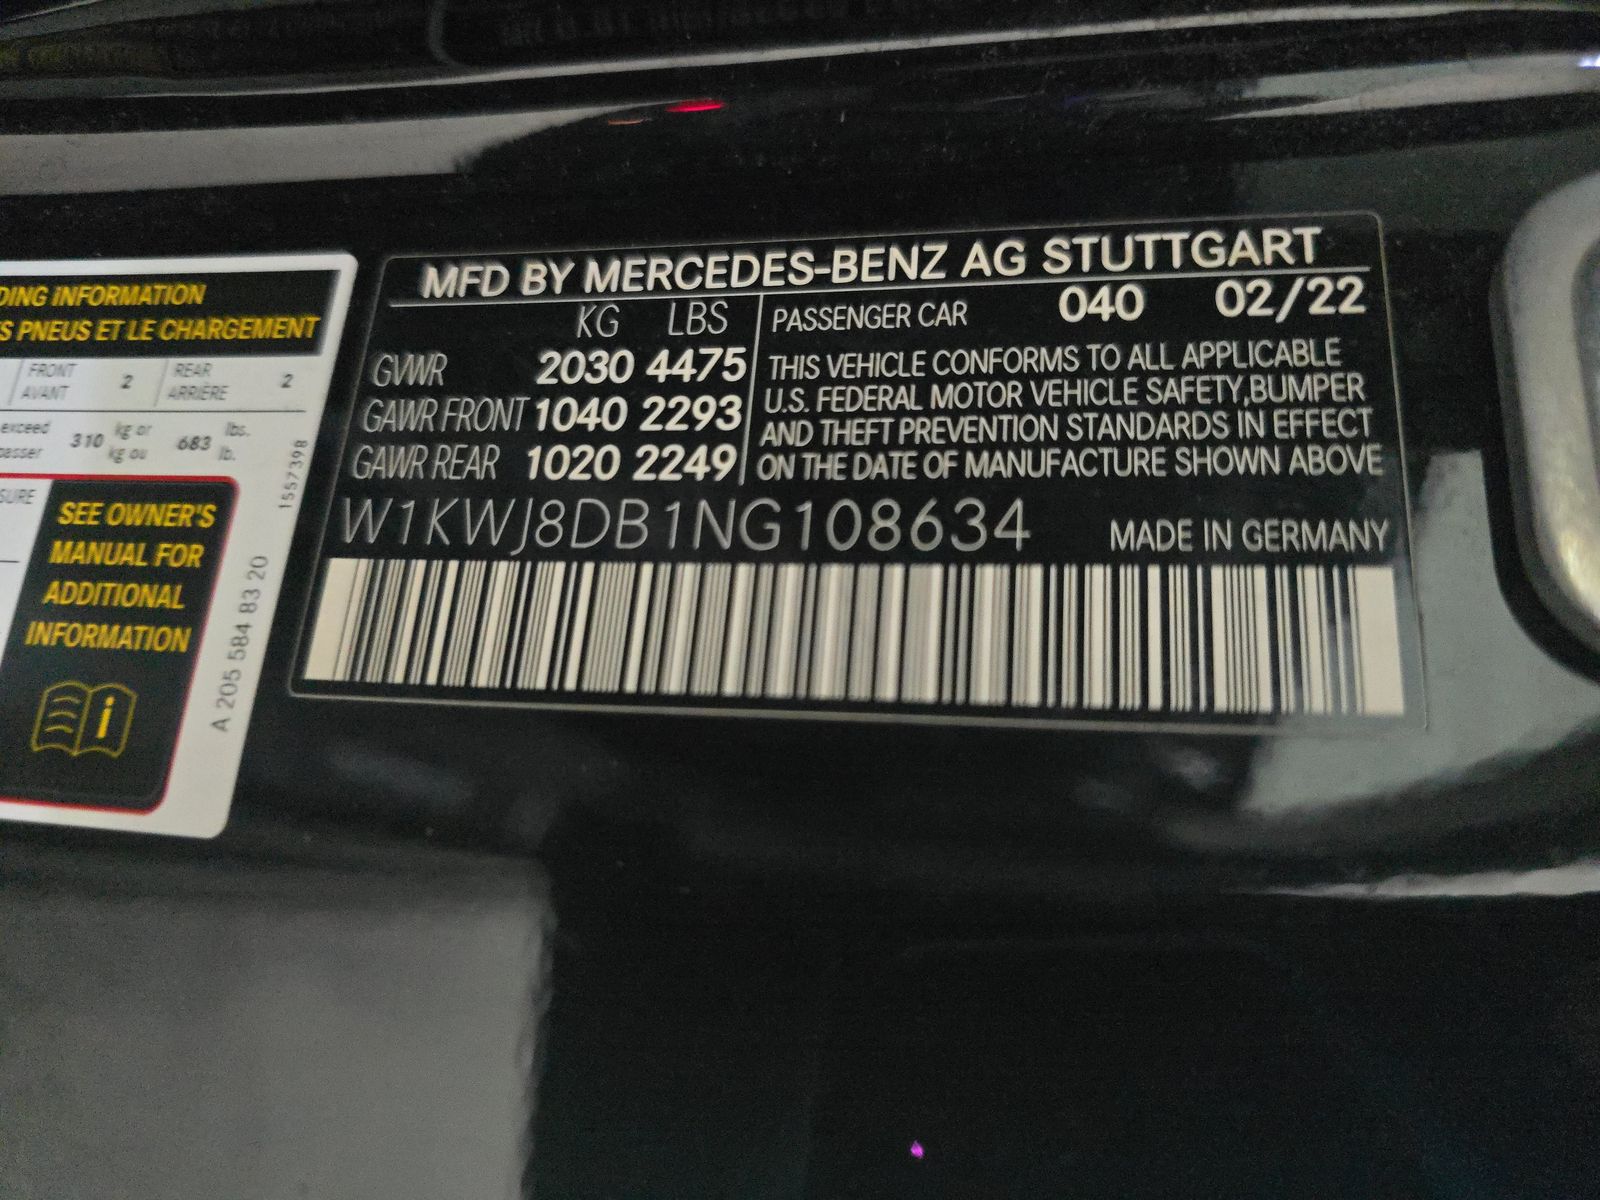 DING INFORMATION
S PNEUS ET LE CHARGEMENT
FRONT 2 REAR 2
AVANT ARRIÈRE
exceed 310 kg or 683 lbs.
passer kg ou lb.
SURE
SEE OWNER'S
MANUAL FOR
ADDITIONAL
INFORMATION
i
1557398
A 205 584 83 20
MFD BY MERCEDES-BENZ AG STUTTGART
KG LBS
GVWR 2030 4475
GAWR FRONT 1040 2293
GAWR REAR 1020 2249
PASSENGER CAR 040 02/22
THIS VEHICLE CONFORMS TO ALL APPLICABLE
U.S. FEDERAL MOTOR VEHICLE SAFETY,BUMPER
AND THEFT PREVENTION STANDARDS IN EFFECT
ON THE DATE OF MANUFACTURE SHOWN ABOVE
W1KWJ8DB1NG108634 MADE IN GERMANY